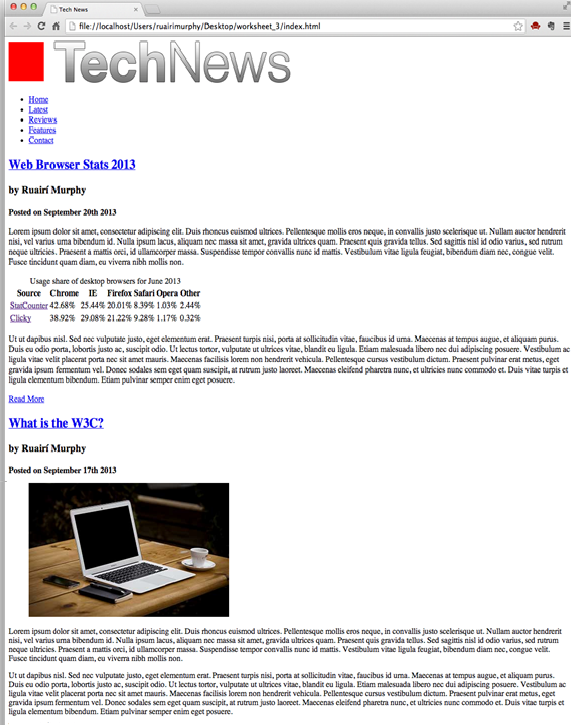 Tech News
file://localhost/Users/ruairimurphy/Desktop/worksheet_3/index.html
TechNews
Home
Latest
Reviews
Features
Contact
Web Browser Stats 2013
by Ruairí Murphy
Posted on September 20th 2013
Lorem ipsum dolor sit amet, consectetur adipiscing elit. Duis rhoncus euismod ultrices. Pellentesque mollis eros neque, in convallis justo scelerisque ut. Nullam auctor hendrerit
nisi, vel varius urna bibendum id. Nulla ipsum lacus, aliquam nec massa sit amet, gravida ultrices quam. Praesent quis gravida tellus. Sed sagittis nisl id odio varius, sed rutrum
neque ultricies. Praesent a mattis orci, id ullamcorper massa. Suspendisse tempor convallis nunc id mattis. Vestibulum vitae ligula feugiat, bibendum diam nec, congue velit.
Fusce tincidunt quam diam, eu viverra nibh mollis non.
Usage share of desktop browsers for June 2013
Source Chrome IE Firefox Safari Opera Other
StatCounter 42.68% 25.44% 20.01% 8.39% 1.03% 2.44%
Clicky 38.92% 29.08% 21.22% 9.28% 1.17% 0.32%
Ut ut dapibus nisl. Sed nec vulputate justo, eget elementum erat. Praesent turpis nisi, porta at sollicitudin vitae, faucibus id urna. Maecenas at tempus augue, et aliquam purus.
Duis eu odio porta, lobortis justo ac, suscipit odio. Ut lectus tortor, vulputate ut ultrices vitae, blandit eu ligula. Etiam malesuada libero nec dui adipiscing posuere. Vestibulum ac
ligula vitae velit placerat porta nec sit amet mauris. Maecenas facilisis lorem non hendrerit vehicula. Pellentesque cursus vestibulum dictum. Praesent pulvinar erat metus, eget
gravida ipsum fermentum vel. Donec sodales sem eget quam suscipit, at rutrum justo laoreet. Maecenas eleifend pharetra nunc, et ultricies nunc commodo et. Duis vitae turpis et
ligula elementum bibendum. Etiam pulvinar semper enim eget posuere.
Read More
What is the W3C?
by Ruairí Murphy
Posted on September 17th 2013
Lorem ipsum dolor sit amet, consectetur adipiscing elit. Duis rhoncus euismod ultrices. Pellentesque mollis eros neque, in convallis justo scelerisque ut. Nullam auctor hendrerit
nisi, vel varius urna bibendum id. Nulla ipsum lacus, aliquam nec massa sit amet, gravida ultrices quam. Praesent quis gravida tellus. Sed sagittis nisl id odio varius, sed rutrum
neque ultricies. Praesent a mattis orci, id ullamcorper massa. Suspendisse tempor convallis nunc id mattis. Vestibulum vitae ligula feugiat, bibendum diam nec, congue velit.
Fusce tincidunt quam diam, eu viverra nibh mollis non.
Ut ut dapibus nisl. Sed nec vulputate justo, eget elementum erat. Praesent turpis nisi, porta at sollicitudin vitae, faucibus id urna. Maecenas at tempus augue, et aliquam purus.
Duis eu odio porta, lobortis justo ac, suscipit odio. Ut lectus tortor, vulputate ut ultrices vitae, blandit eu ligula. Etiam malesuada libero nec dui adipiscing posuere. Vestibulum ac
ligula vitae velit placerat porta nec sit amet mauris. Maecenas facilisis lorem non hendrerit vehicula. Pellentesque cursus vestibulum dictum. Praesent pulvinar erat metus, eget
gravida ipsum fermentum vel. Donec sodales sem eget quam suscipit, at rutrum justo laoreet. Maecenas eleifend pharetra nunc, et ultricies nunc commodo et. Duis vitae turpis et
ligula elementum bibendum. Etiam pulvinar semper enim eget posuere.